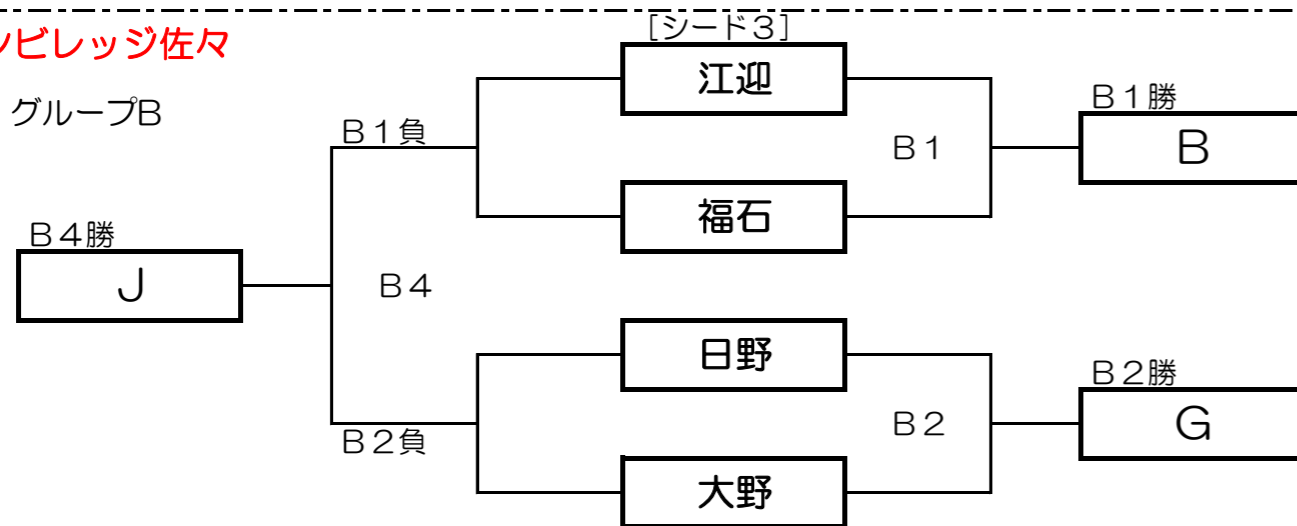 [シード３]
ンビレッジ佐々
江迎
グループB
Ｂ１勝
Ｂ１負
Ｂ１
Ｂ
福石
Ｂ４勝
Ｊ
Ｂ４
日野
Ｂ２勝
Ｂ２負
Ｂ２
Ｇ
大野